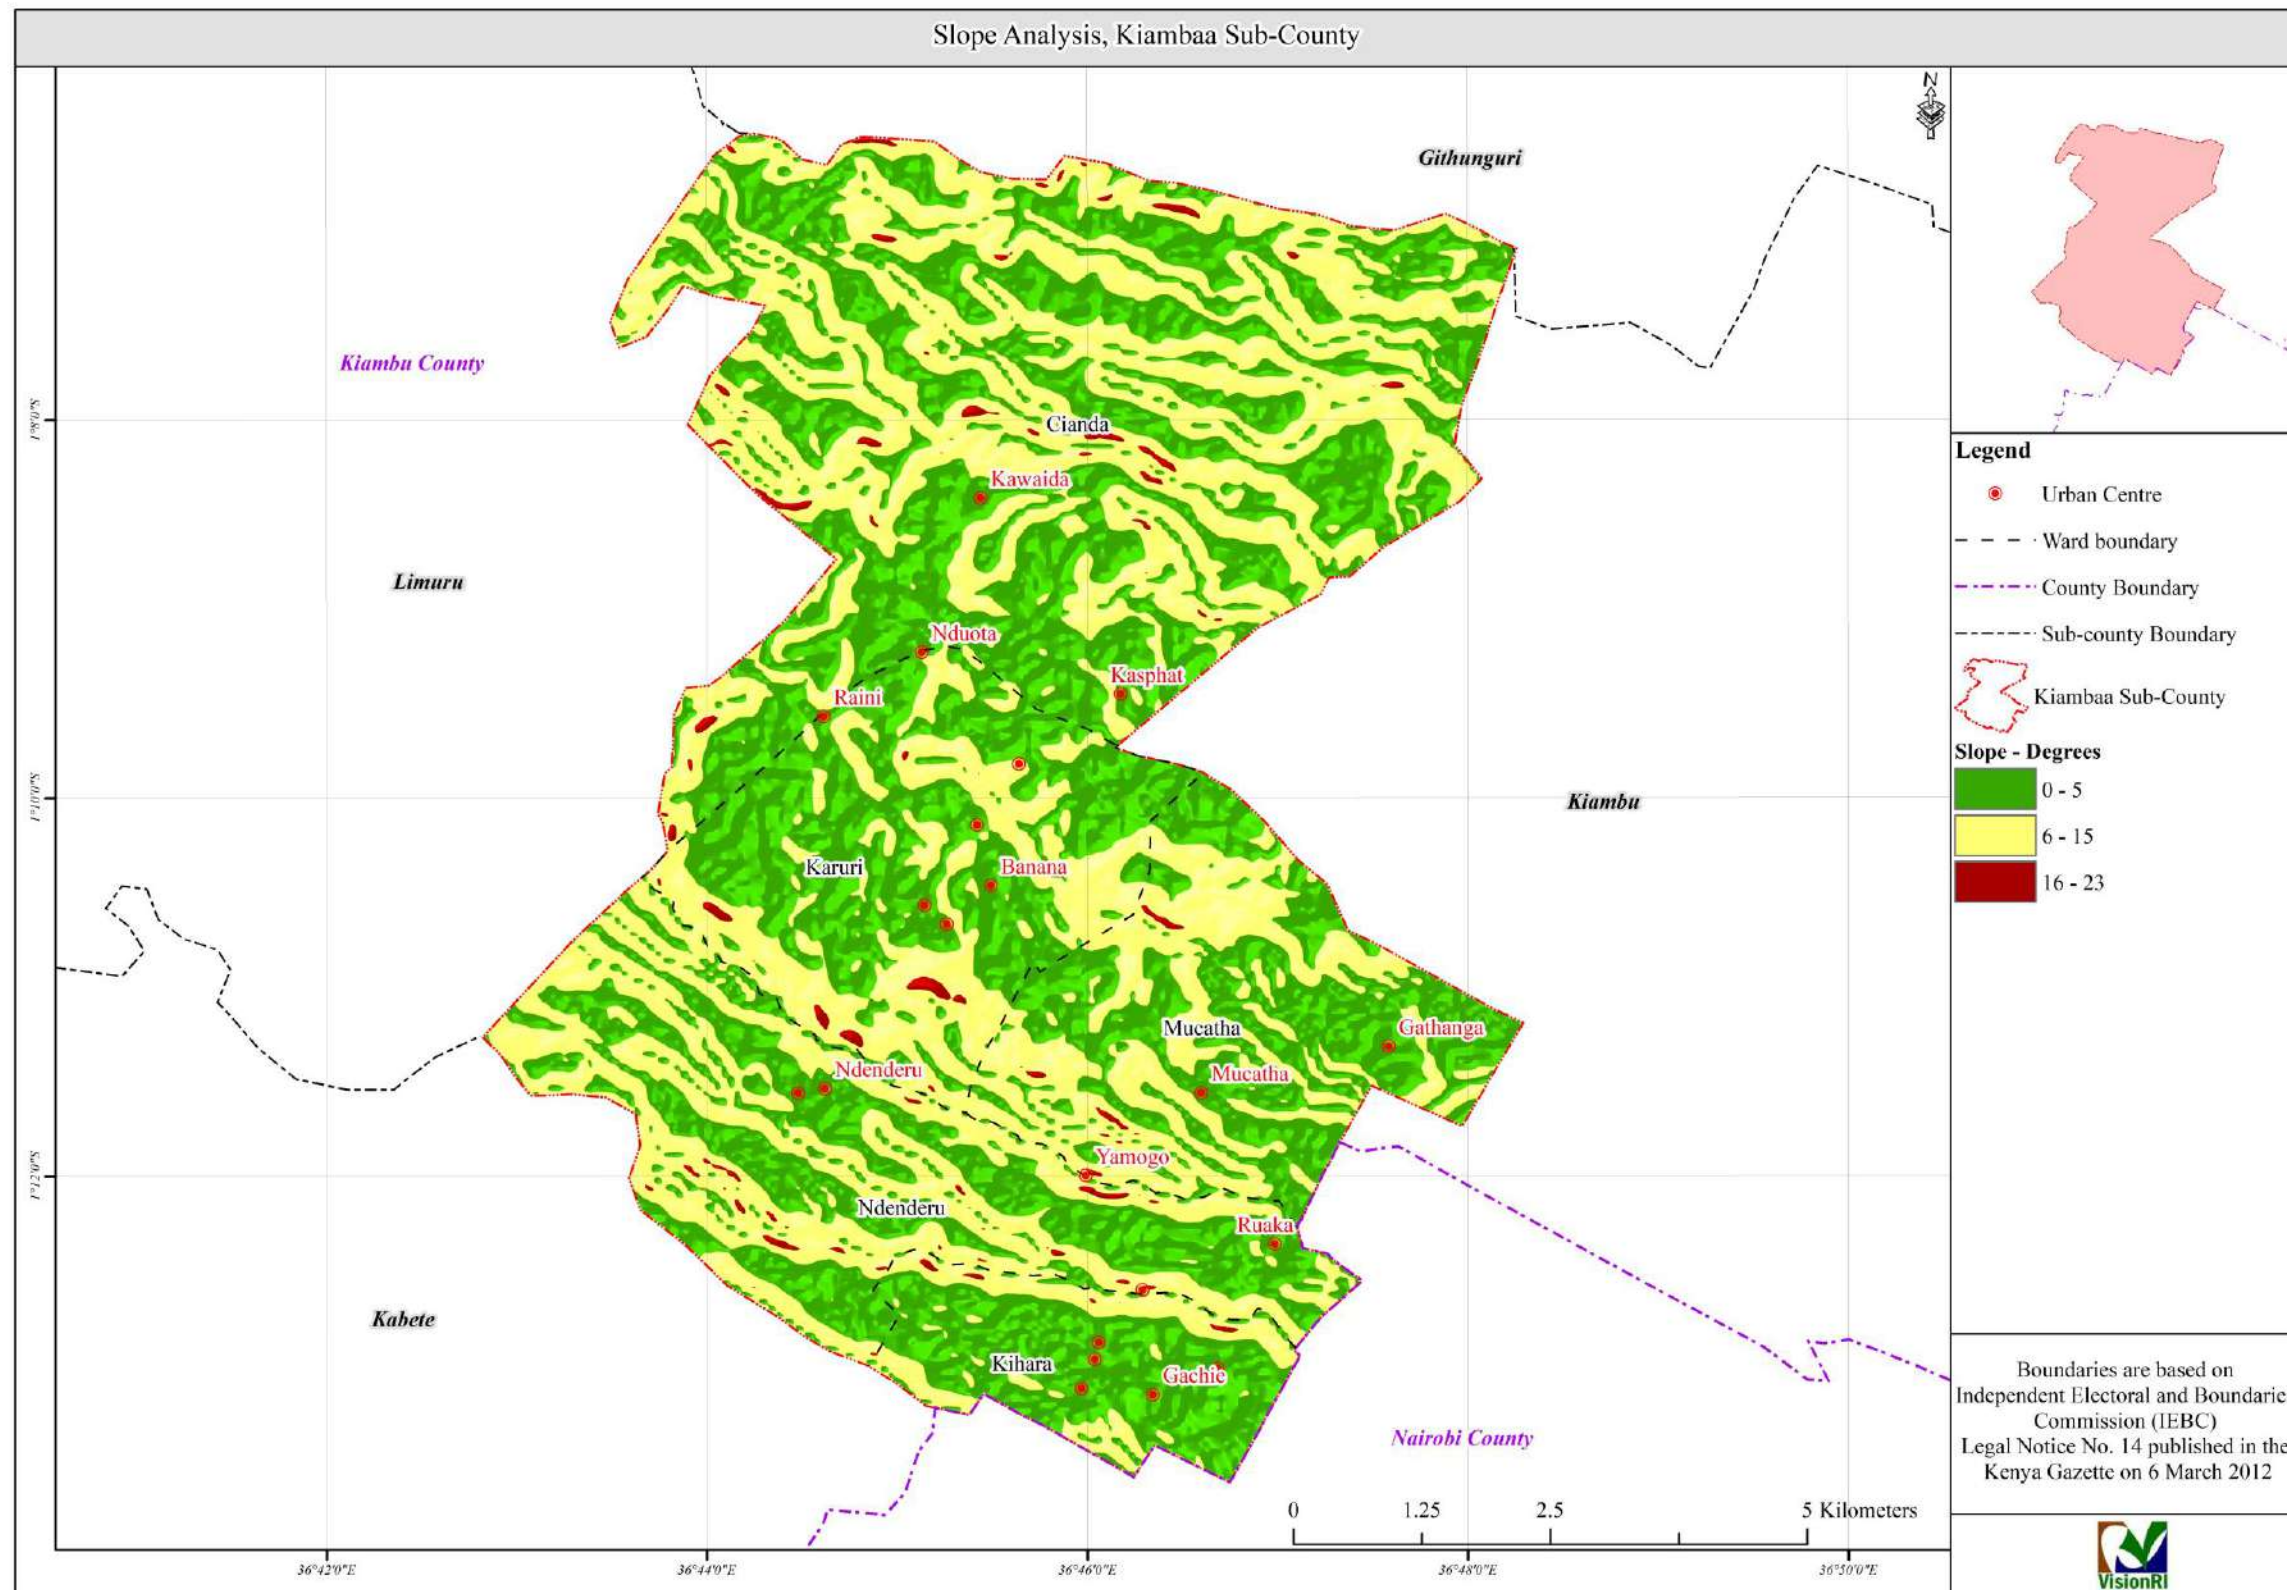 Slope Analysis, Kiambaa Sub-County
N
Githunguri
Kiambu County
Cianda
Kawaida
Limuru
Nduota
Kasphat
Raini
Kiambu
Karuri
Banana
Mucatha
Gathanga
Ndenderu
Mucatha
Yamogo
Ndenderu
Ruaka
Kabete
Kihara
Gachie
Nairobi County
0 1.25 2.5 5 Kilometers
1°8'0"S
1°10'0"S
1°12'0"S
36°42'0"E 36°44'0"E 36°46'0"E 36°48'0"E 36°50'0"E
Legend
Urban Centre
Ward boundary
County Boundary
Sub-county Boundary
Kiambaa Sub-County
Slope - Degrees
0 - 5
6 - 15
16 - 23
Boundaries are based on
Independent Electoral and Boundarie
Commission (IEBC)
Legal Notice No. 14 published in the
Kenya Gazette on 6 March 2012
VisionRI